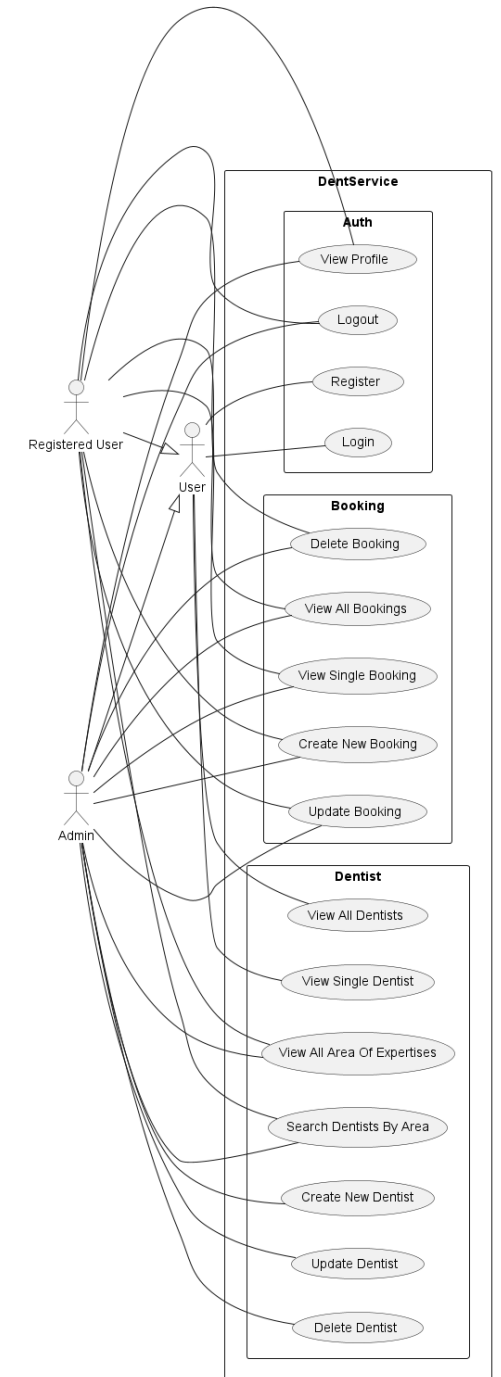 DentService
Auth
View Profile
Logout
Register
Login
Registered User
User
Booking
Delete Booking
View All Bookings
View Single Booking
Create New Booking
Update Booking
Admin
Dentist
View All Dentists
View Single Dentist
View All Area Of Expertises
Search Dentists By Area
Create New Dentist
Update Dentist
Delete Dentist